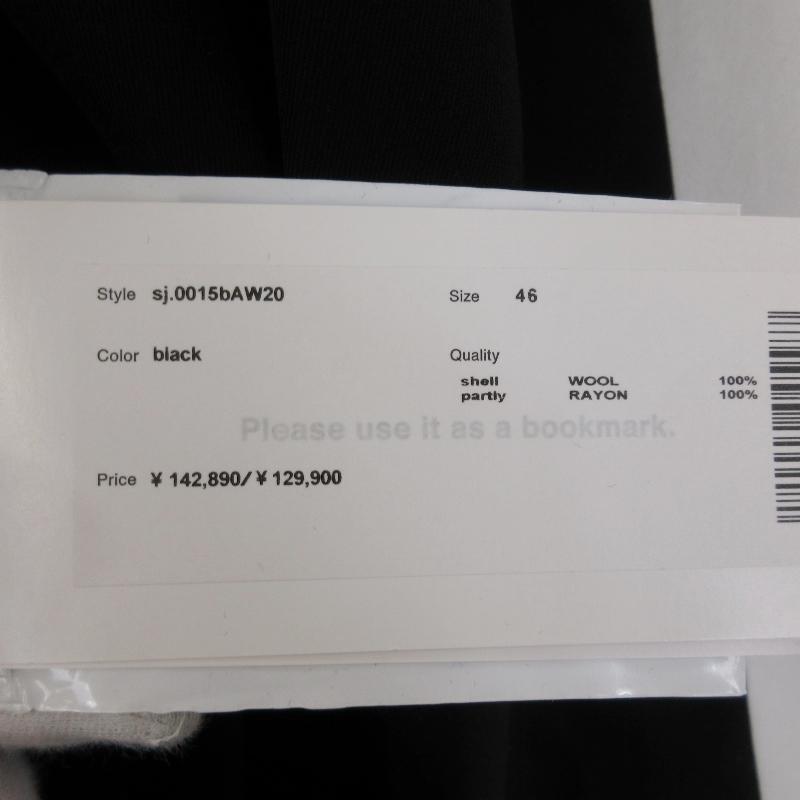 Style sj.0015bAW20
Size 46
Color black
Quality
shell WOOL 100%
partly RAYON 100%
Please use it as a bookmark.
Price ¥ 142,890/¥ 129,900